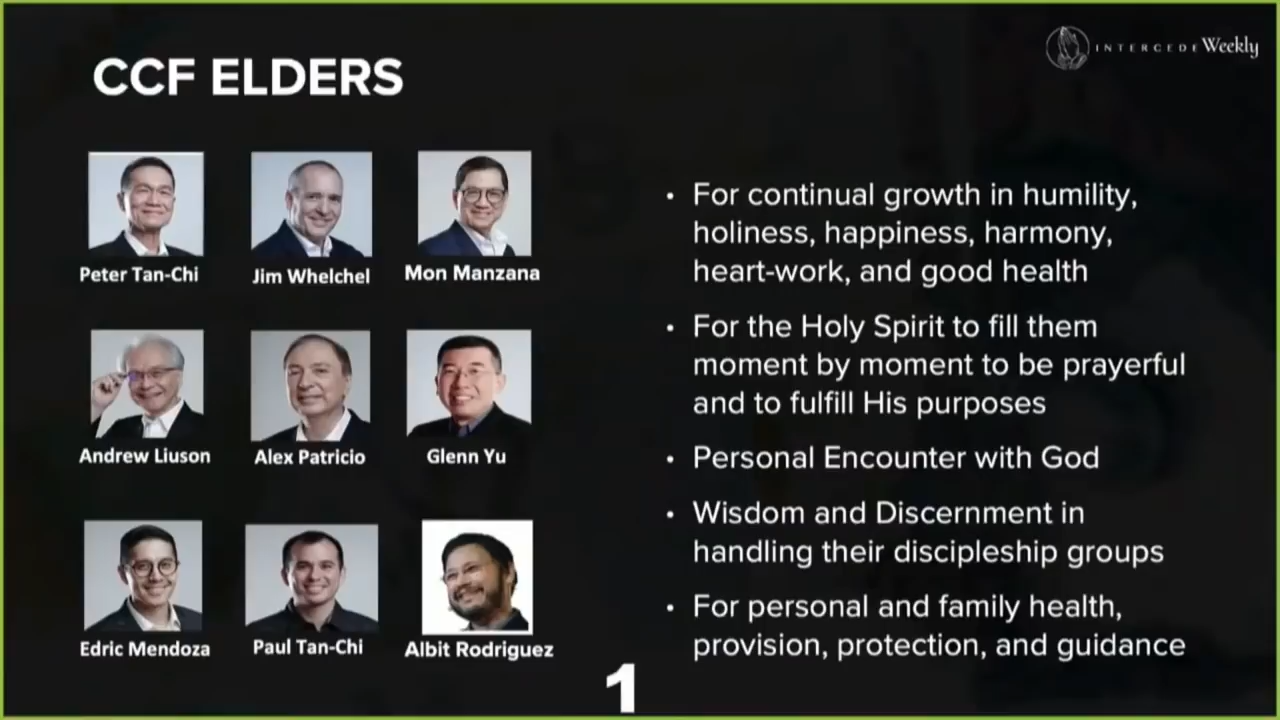 INTERCEDE Weekly
CCF ELDERS
Peter Tan-Chi
Jim Whelchel
Mon Manzana
Andrew Liuson
Alex Patricio
Glenn Yu
Edric Mendoza
Paul Tan-Chi
Albit Rodriguez
• For continual growth in humility,
holiness, happiness, harmony,
heart-work, and good health
• For the Holy Spirit to fill them
moment by moment to be prayerful
and to fulfill His purposes
• Personal Encounter with God
• Wisdom and Discernment in
handling their discipleship groups
• For personal and family health,
provision, protection, and guidance
1